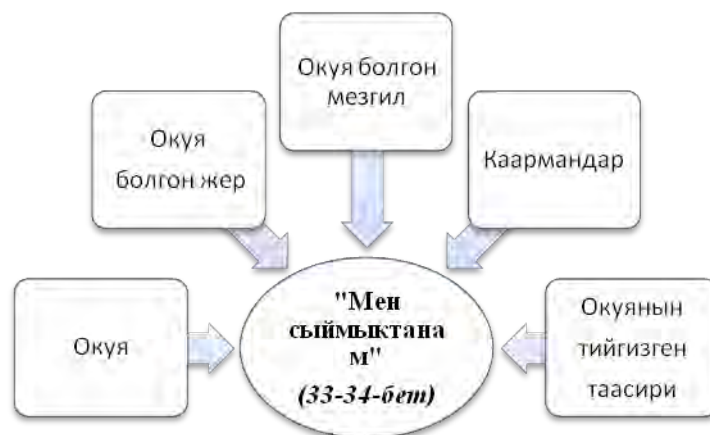 Окуя болгон
мезгил
Окуя
болгон жер
Каармандар
Окуя
"Мен
сыймыктана
м"
(33-34-бет)
Окуянын
тийгизген
таасири